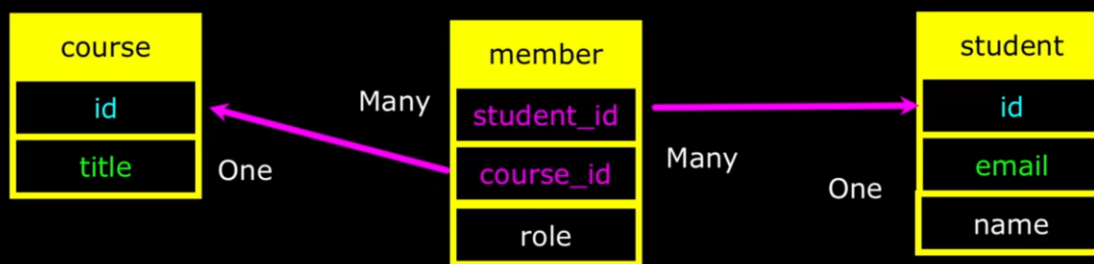 course
id
title
One
Many
member
student_id
course_id
role
Many
One
student
id
email
name